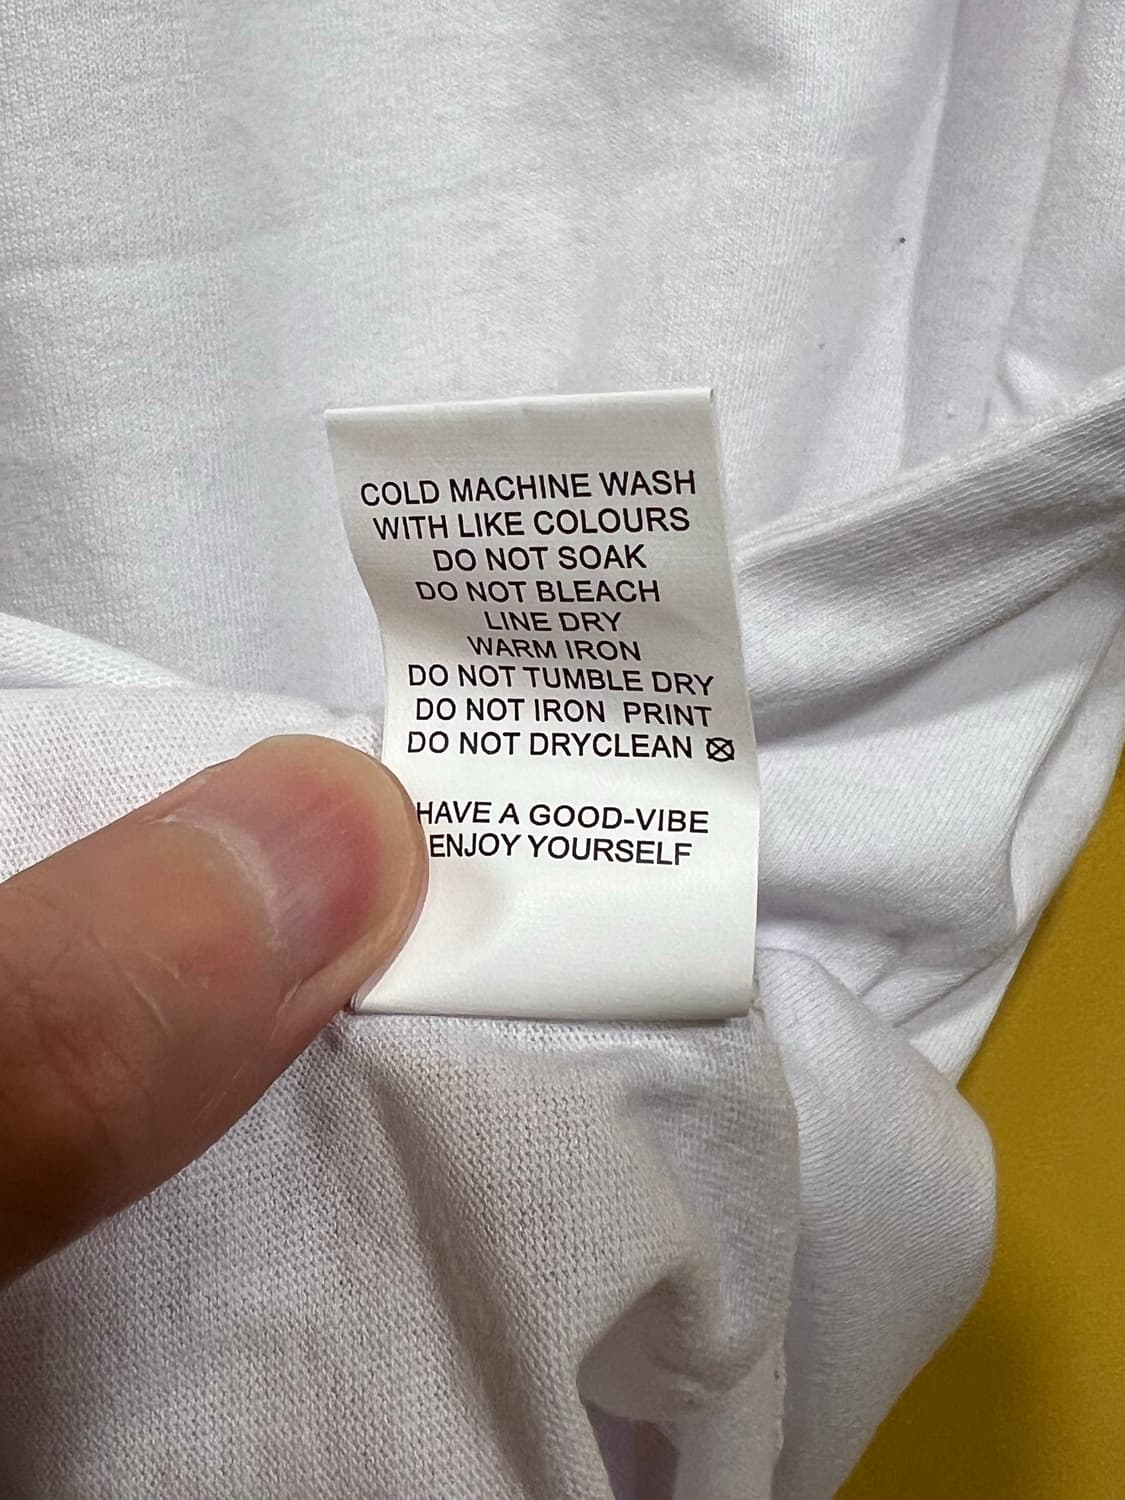 COLD MACHINE WASH
WITH LIKE COLOURS
DO NOT SOAK
DO NOT BLEACH
LINE DRY
WARM IRON
DO NOT TUMBLE DRY
DO NOT IRON PRINT
DO NOT DRYCLEAN
HAVE A GOOD-VIBE
ENJOY YOURSELF